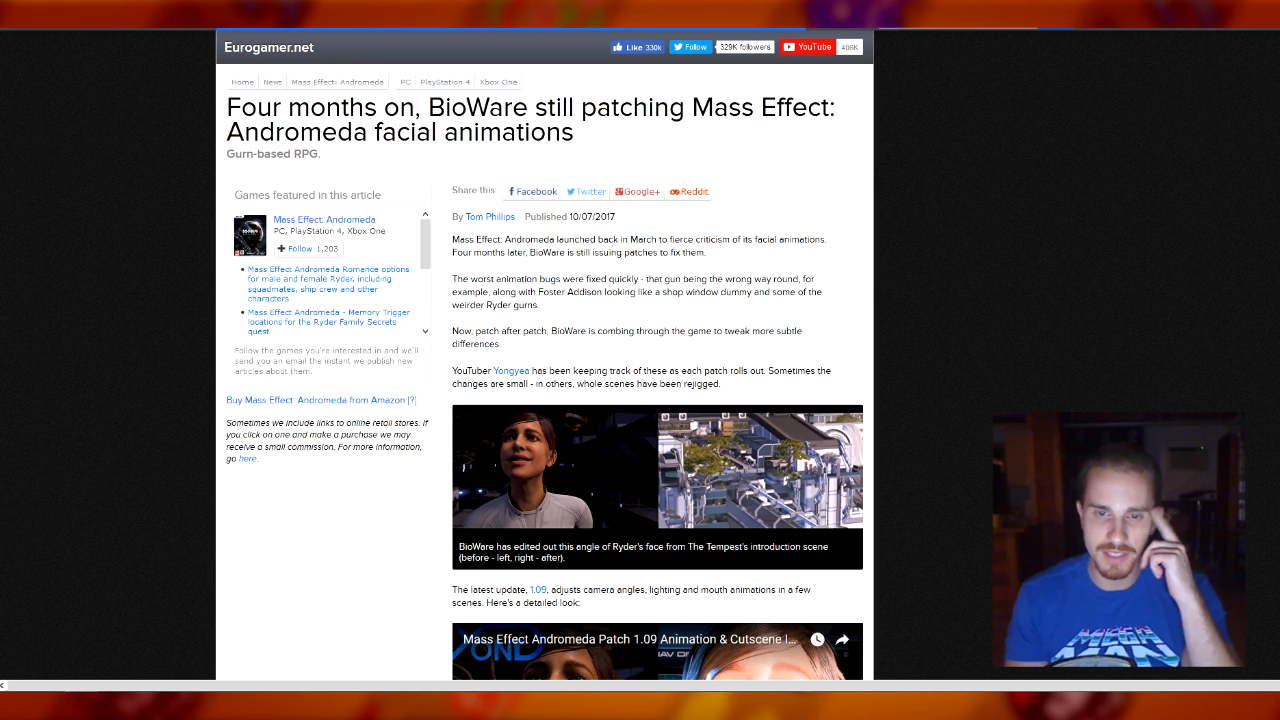 Eurogamer.net
Like 330k
Follow
329K followers
YouTube
406K
Home
News
Mass Effect: Andromeda
PC
PlayStation 4
Xbox One
Four months on, BioWare still patching Mass Effect:
Andromeda facial animations
Gurn-based RPG.
Games featured in this article
Mass Effect: Andromeda
PC, PlayStation 4, Xbox One
Follow 1,203
Mass Effect Andromeda Romance options
for male and female Ryder, including
squadmates, ship crew and other
characters
Mass Effect Andromeda - Memory Trigger
locations for the Ryder Family Secrets
quest
Follow the games you're interested in and we'll
send you an email the instant we publish new
articles about them.
Buy Mass Effect Andromeda from Amazon [?]
Sometimes we include links to online retail stores. If
you click on one and make a purchase we may
receive a small commission. For more information,
go here.
Share this
Facebook
Twitter
Google+
Reddit
By Tom Phillips Published 10/07/2017
Mass Effect: Andromeda launched back in March to fierce criticism of its facial animations.
Four months later, BioWare is still issuing patches to fix them.
The worst animation bugs were fixed quickly - that gun being the wrong way round, for
example, along with Foster Addison looking like a shop window dummy and some of the
weirder Ryder gurns.
Now, patch after patch, BioWare is combing through the game to tweak more subtle
differences.
YouTuber Yongyea has been keeping track of these as each patch rolls out. Sometimes the
changes are small - in others, whole scenes have been rejigged.
BioWare has edited out this angle of Ryder's face from The Tempest's introduction scene
(before - left, right - after).
The latest update, 1.09, adjusts camera angles, lighting and mouth animations in a few
scenes. Here's a detailed look:
Mass Effect Andromeda Patch 1.09 Animation & Cutscene I...
MEGA
MAN